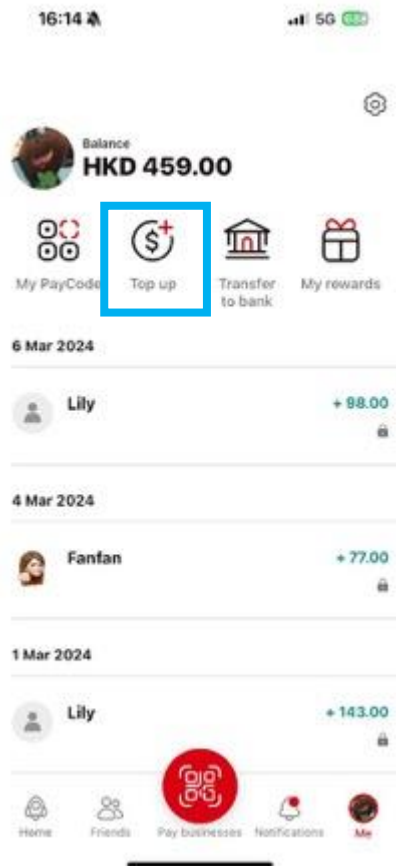 16:14
5G
Balance
HKD 459.00
My PayCode
Top up
Transfer
to bank
My rewards
6 Mar 2024
Lily
+ 98.00
4 Mar 2024
Fanfan
+ 77.00
1 Mar 2024
Lily
+ 143.00
Home
Friends
Pay businesses
Notifications
Me